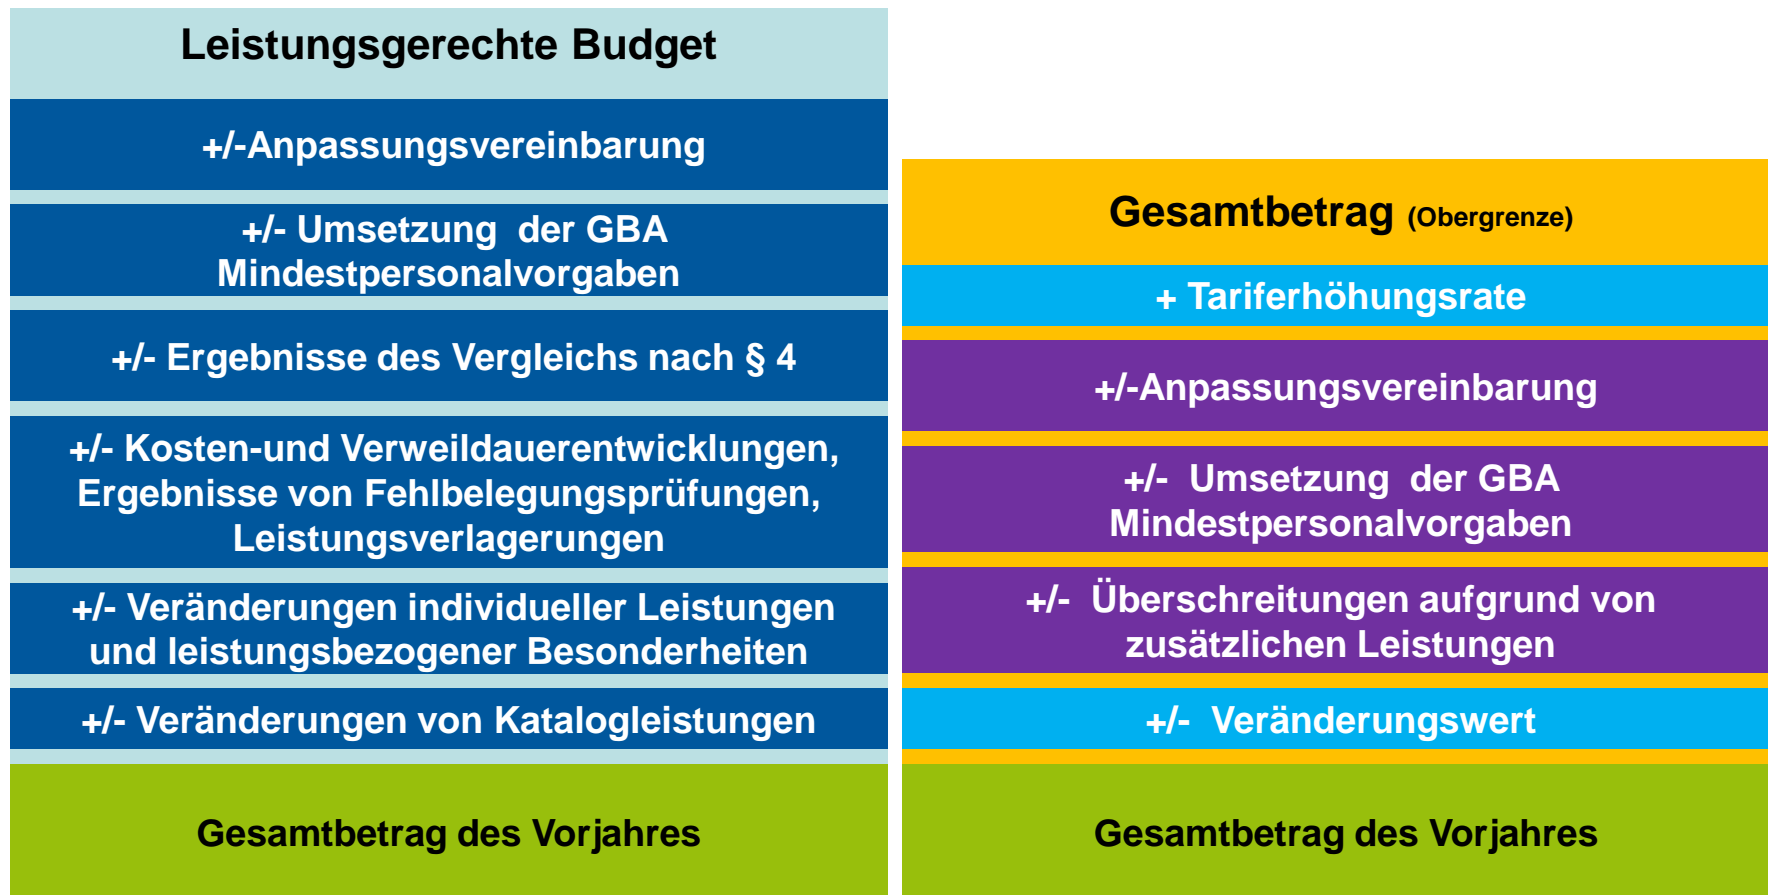 Leistungsgerechte Budget
+/-Anpassungsvereinbarung
+/- Umsetzung der GBA
Mindestpersonalvorgaben
+/- Ergebnisse des Vergleichs nach § 4
+/- Kosten-und Verweildauerentwicklungen,
Ergebnisse von Fehlbelegungsprüfungen,
Leistungsverlagerungen
+/- Veränderungen individueller Leistungen
und leistungsbezogener Besonderheiten
+/- Veränderungen von Katalogleistungen
Gesamtbetrag des Vorjahres
Gesamtbetrag (Obergrenze)
+ Tariferhöhungsrate
+/-Anpassungsvereinbarung
+/- Umsetzung der GBA
Mindestpersonalvorgaben
+/- Überschreitungen aufgrund von
zusätzlichen Leistungen
+/- Veränderungswert
Gesamtbetrag des Vorjahres